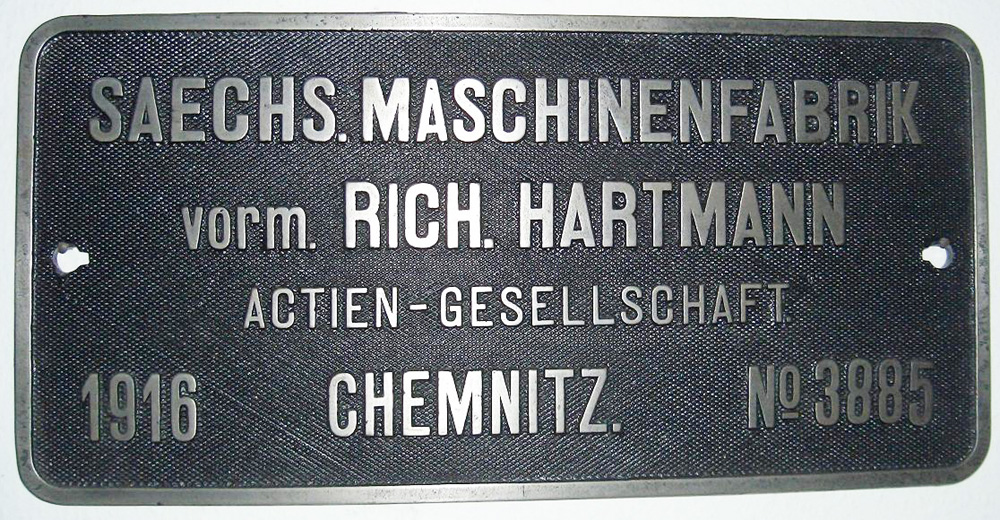 SAECHS. MASCHINENFABRIK
vorm. RICH. HARTMANN
ACTIEN-GESELLSCHAFT.
1916 CHEMNITZ. No 3885